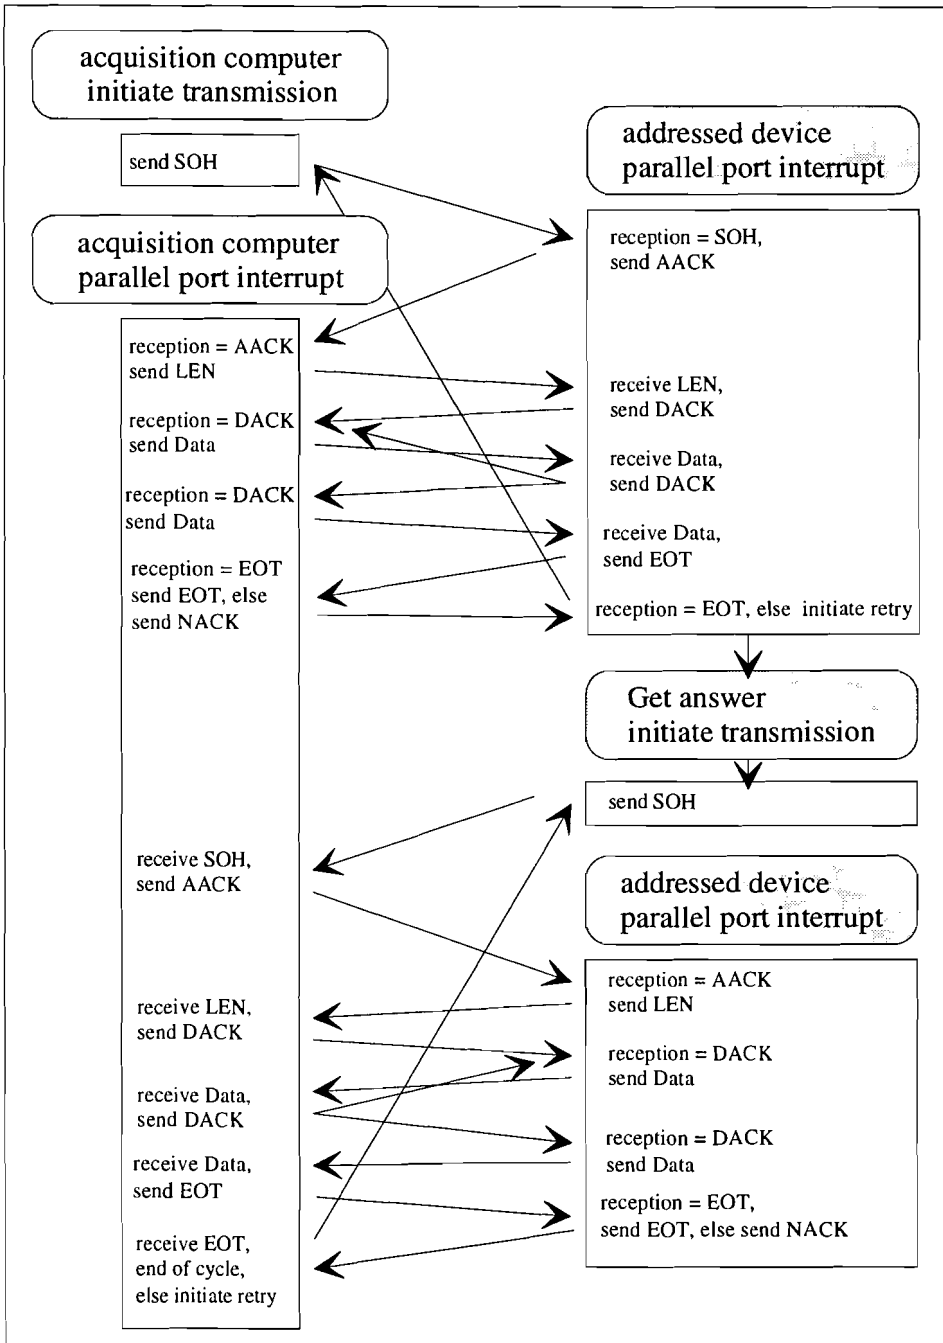 acquisition computer
initiate transmission
send SOH
acquisition computer
parallel port interrupt
reception = AACK
send LEN
reception = DACK
send Data
reception = DACK
send Data
reception = EOT
send EOT, else
send NACK
receive SOH,
send AACK
receive LEN,
send DACK
receive Data,
send DACK
receive Data,
send EOT
receive EOT,
end of cycle,
else initiate retry
addressed device
parallel port interrupt
reception = SOH,
send AACK
receive LEN,
send DACK
receive Data,
send DACK
receive Data,
send EOT
reception = EOT, else initiate retry
Get answer
initiate transmission
send SOH
addressed device
parallel port interrupt
reception = AACK
send LEN
reception = DACK
send Data
reception = DACK
send Data
reception = EOT,
send EOT, else send NACK